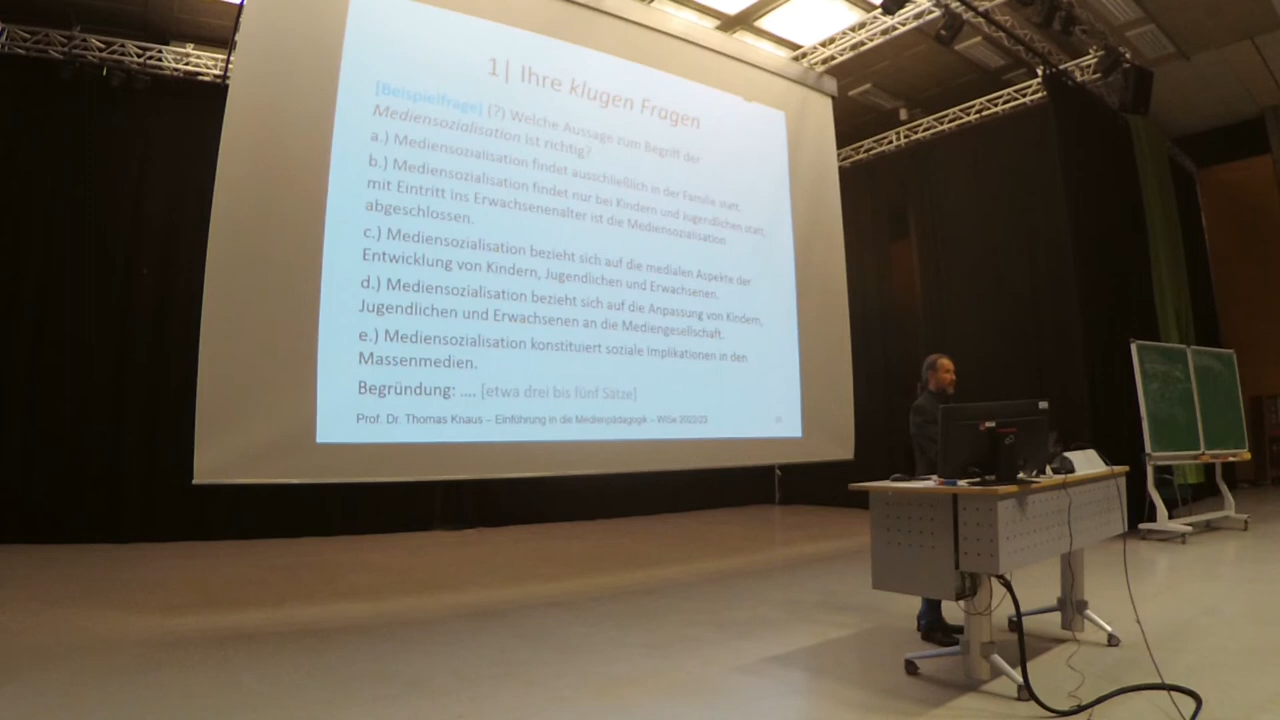 1| Ihre klugen Fragen
[Beispielfrage] (?) Welche Aussage zum Begriff der
Mediensozialisation ist richtig?
a.) Mediensozialisation findet ausschließlich in der Familie statt.
b.) Mediensozialisation findet nur bei Kindern und Jugendlichen statt,
mit Eintritt ins Erwachsenenalter ist die Mediensozialisation
abgeschlossen.
c.) Mediensozialisation bezieht sich auf die medialen Aspekte der
Entwicklung von Kindern, Jugendlichen und Erwachsenen.
d.) Mediensozialisation bezieht sich auf die Anpassung von Kindern,
Jugendlichen und Erwachsenen an die Mediengesellschaft.
e.) Mediensozialisation konstituiert soziale Implikationen in den
Massenmedien.
Begründung: .... [etwa drei bis fünf Sätze]
Prof. Dr. Thomas Knaus – Einführung in die Medienpädagogik – WiSe 2022/23